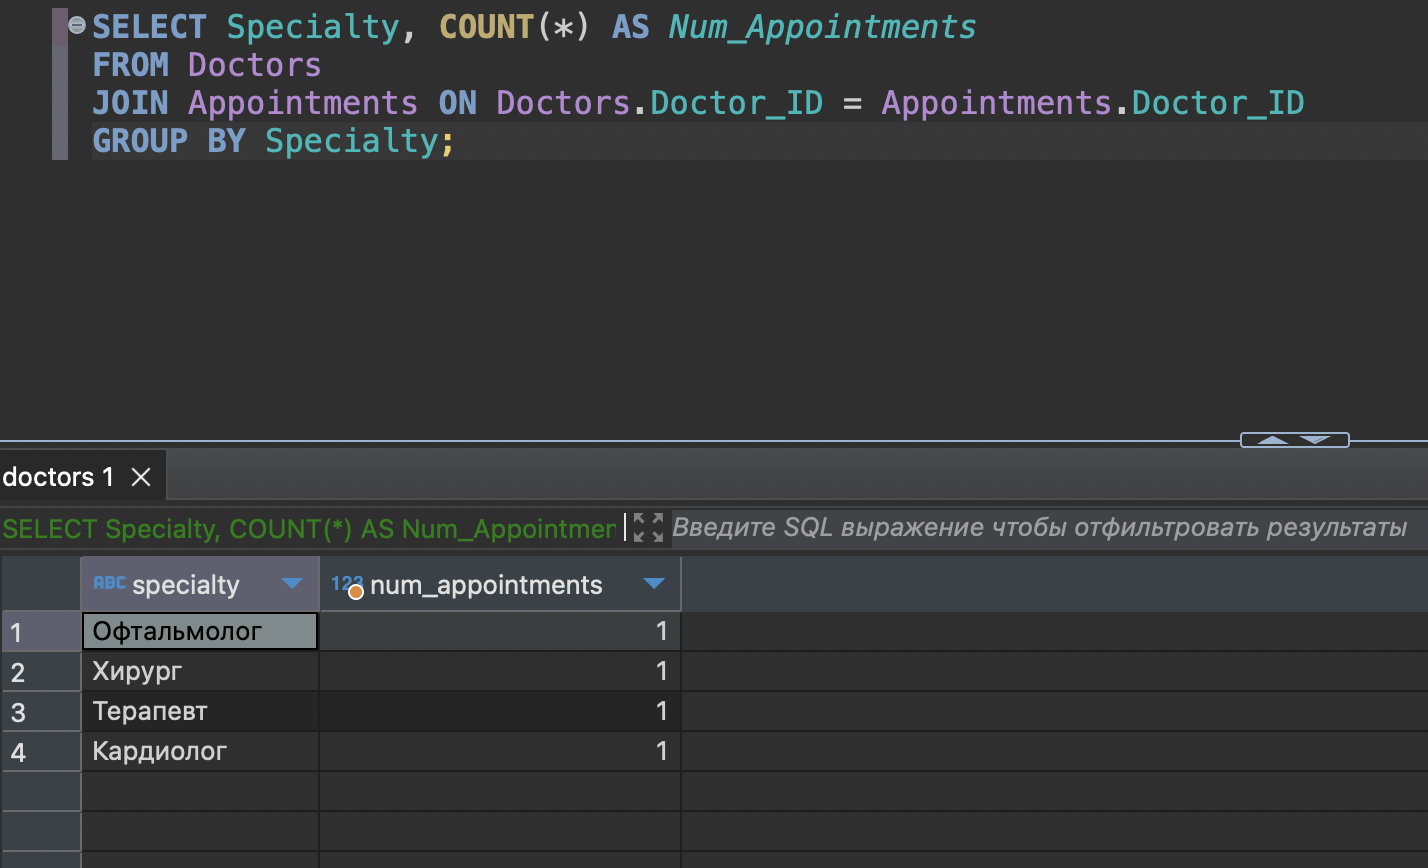 SELECT Specialty, COUNT(*) AS Num_Appointments
FROM Doctors
JOIN Appointments ON Doctors.Doctor_ID = Appointments.Doctor_ID
GROUP BY Specialty;
doctors 1
SELECT Specialty, COUNT(*) AS Num_Appointmen Введите SQL выражение чтобы отфильтровать результаты
ABC specialty 123 num_appointments
1 Офтальмолог 1
2 Хирург 1
3 Терапевт 1
4 Кардиолог 1